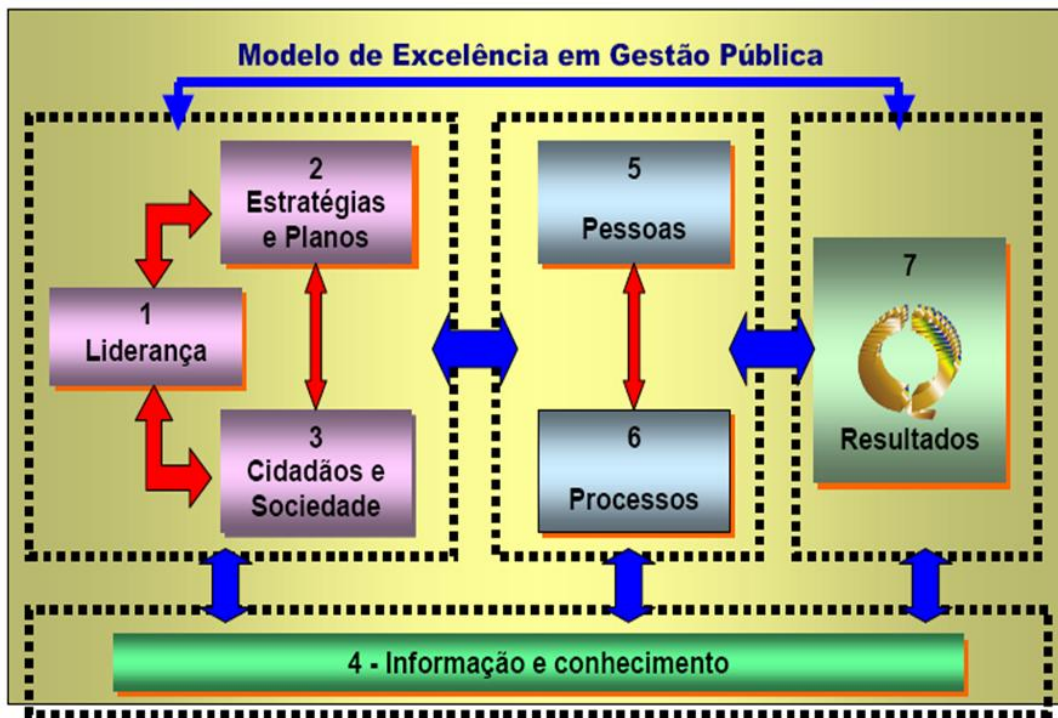 Modelo de Excelência em Gestão Pública
1
Liderança
2
Estratégias
e Planos
3
Cidadãos e
Sociedade
5
Pessoas
6
Processos
7
Resultados
4 - Informação e conhecimento